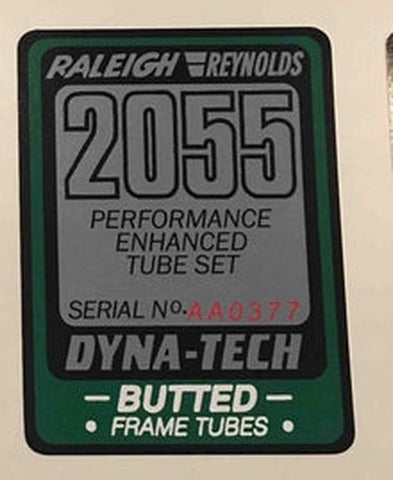 RALEIGH REYNOLDS
2055
PERFORMANCE
ENHANCED
TUBE SET
SERIAL Nº. AA0377
DYNA-TECH
– BUTTED –
• FRAME TUBES •